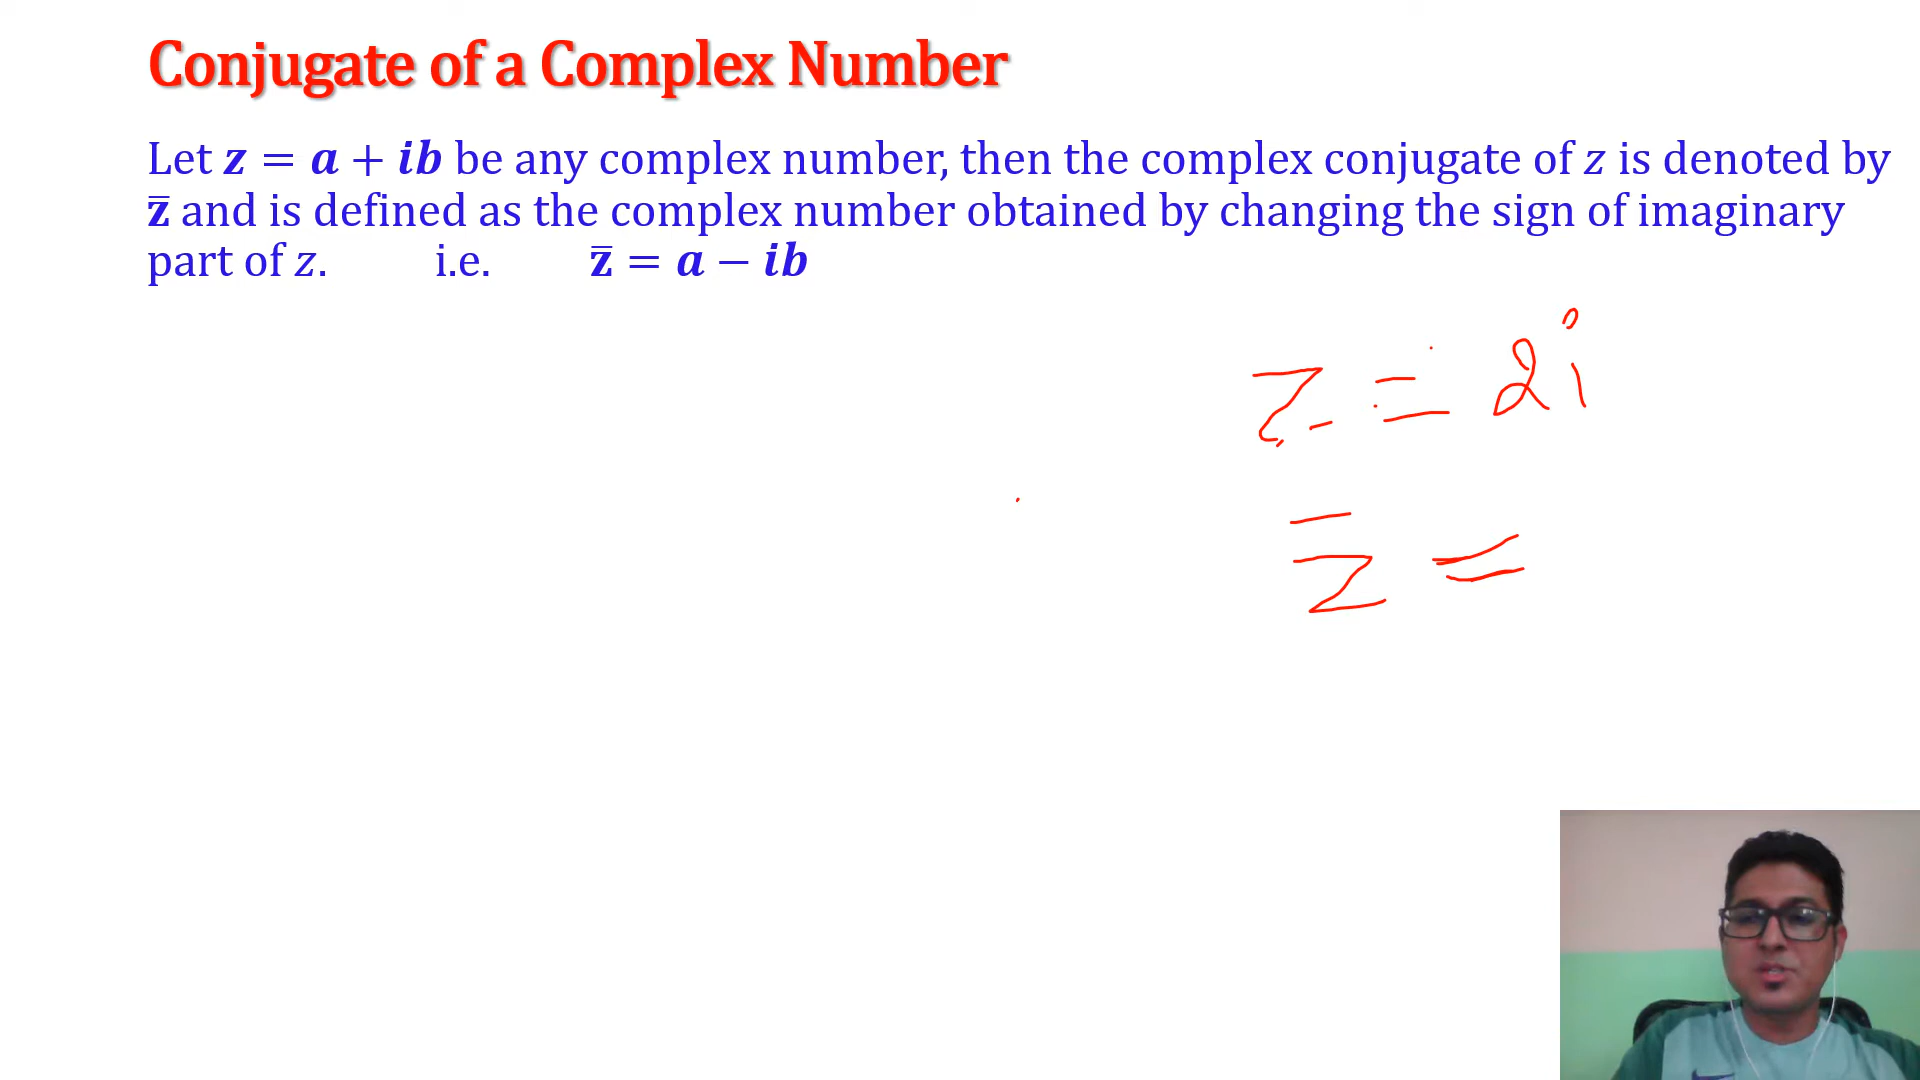 Conjugate of a Complex Number
Let z = a + ib be any complex number, then the complex conjugate of z is denoted by
z̄ and is defined as the complex number obtained by changing the sign of imaginary
part of z. i.e. z̄ = a − ib
z = 2i
z̄ =